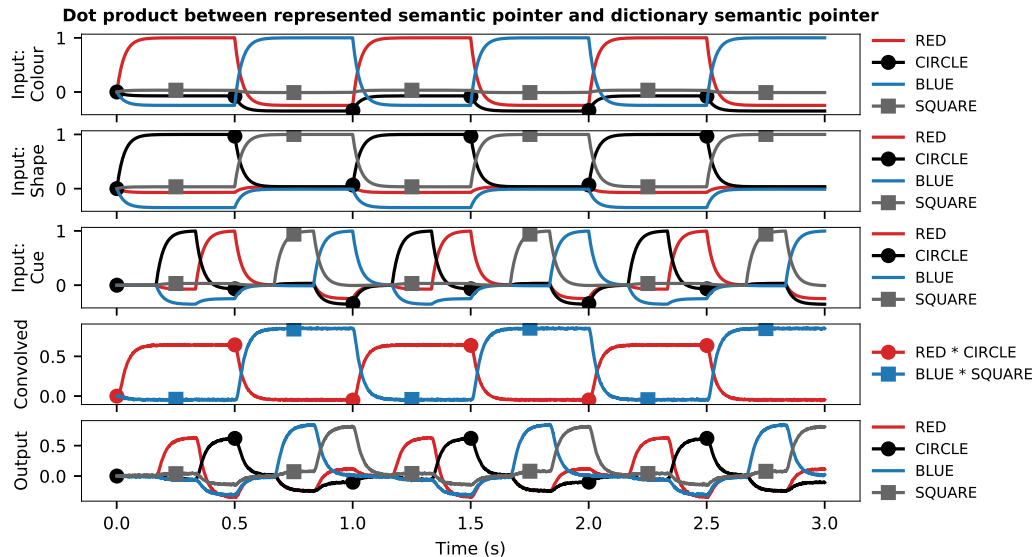 Dot product between represented semantic pointer and dictionary semantic pointer
Input:
Colour
1
0
RED
CIRCLE
BLUE
SQUARE
Input:
Shape
1
0
RED
CIRCLE
BLUE
SQUARE
Input:
Cue
1
0
RED
CIRCLE
BLUE
SQUARE
Convolved
0.5
0.0
RED * CIRCLE
BLUE * SQUARE
Output
0.5
0.0
RED
CIRCLE
BLUE
SQUARE
0.0 0.5 1.0 1.5 2.0 2.5 3.0
Time (s)